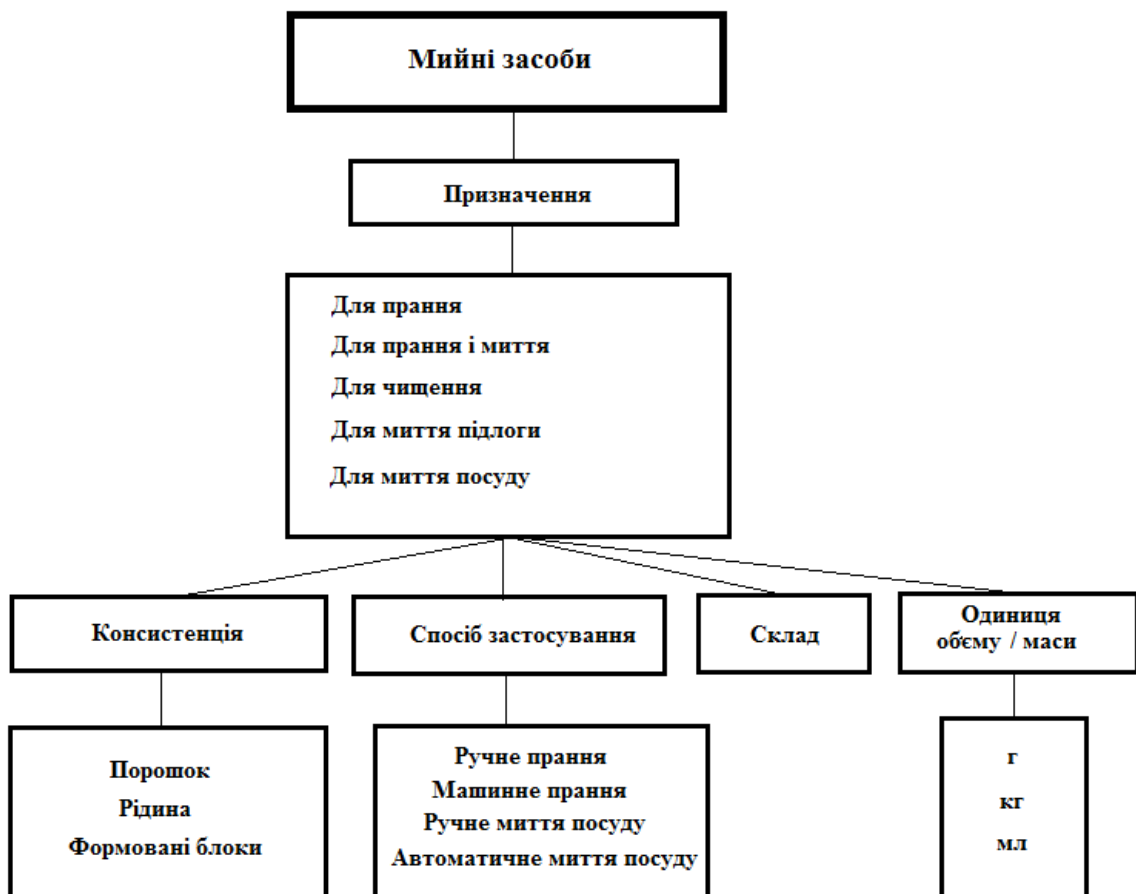 Мийні засоби
Призначення
Для прання
Для прання і миття
Для чищення
Для миття підлоги
Для миття посуду
Консистенція
Спосіб застосування
Склад
Одиниця
обєму / маси
Порошок
Рідина
Формовані блоки
Ручне прання
Машинне прання
Ручне миття посуду
Автоматичне миття посуду
г
кг
мл